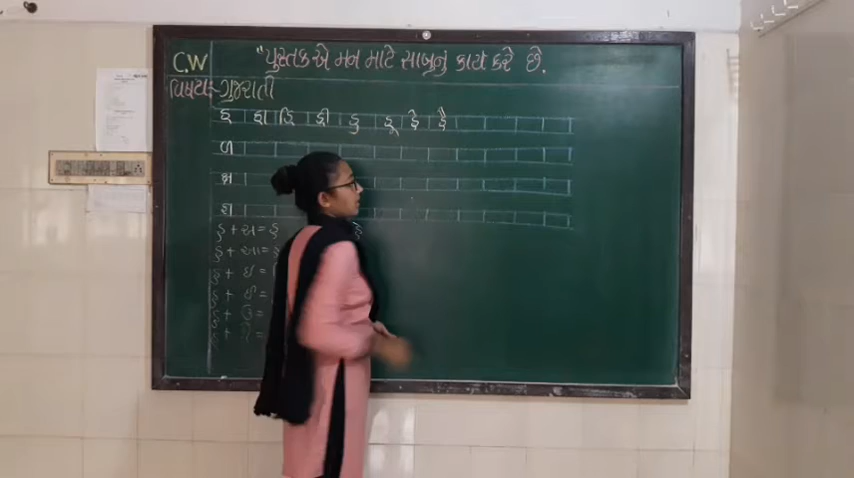 C.W
"પુસ્તક એ મન માટે સાબુનું કાર્ય કરે છે.
વિષય:- ગુજરાતી
હ હા હિ હી હુ હૂ હે હૈ
ળ
ક્ષ
જ્ઞ
હ્ + અ = હ
હ્ + આ =
હ્ + ઇ =
હ્ + ઈ =
હ્ + ઉ =